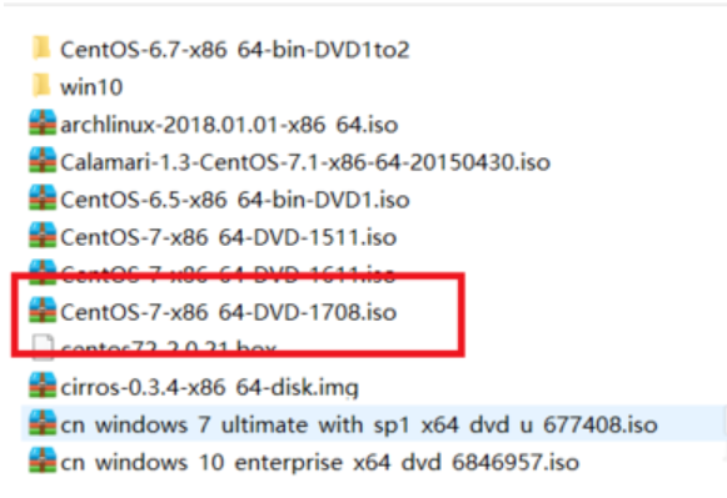 CentOS-6.7-x86 64-bin-DVD1to2
win10
archlinux-2018.01.01-x86 64.iso
Calamari-1.3-CentOS-7.1-x86-64-20150430.iso
CentOS-6.5-x86 64-bin-DVD1.iso
CentOS-7-x86 64-DVD-1511.iso
CentOS-7-x86 64-DVD-1611.iso
CentOS-7-x86 64-DVD-1708.iso
centos72-2.0.21.box
cirros-0.3.4-x86 64-disk.img
cn windows 7 ultimate with sp1 x64 dvd u 677408.iso
cn windows 10 enterprise x64 dvd 6846957.iso